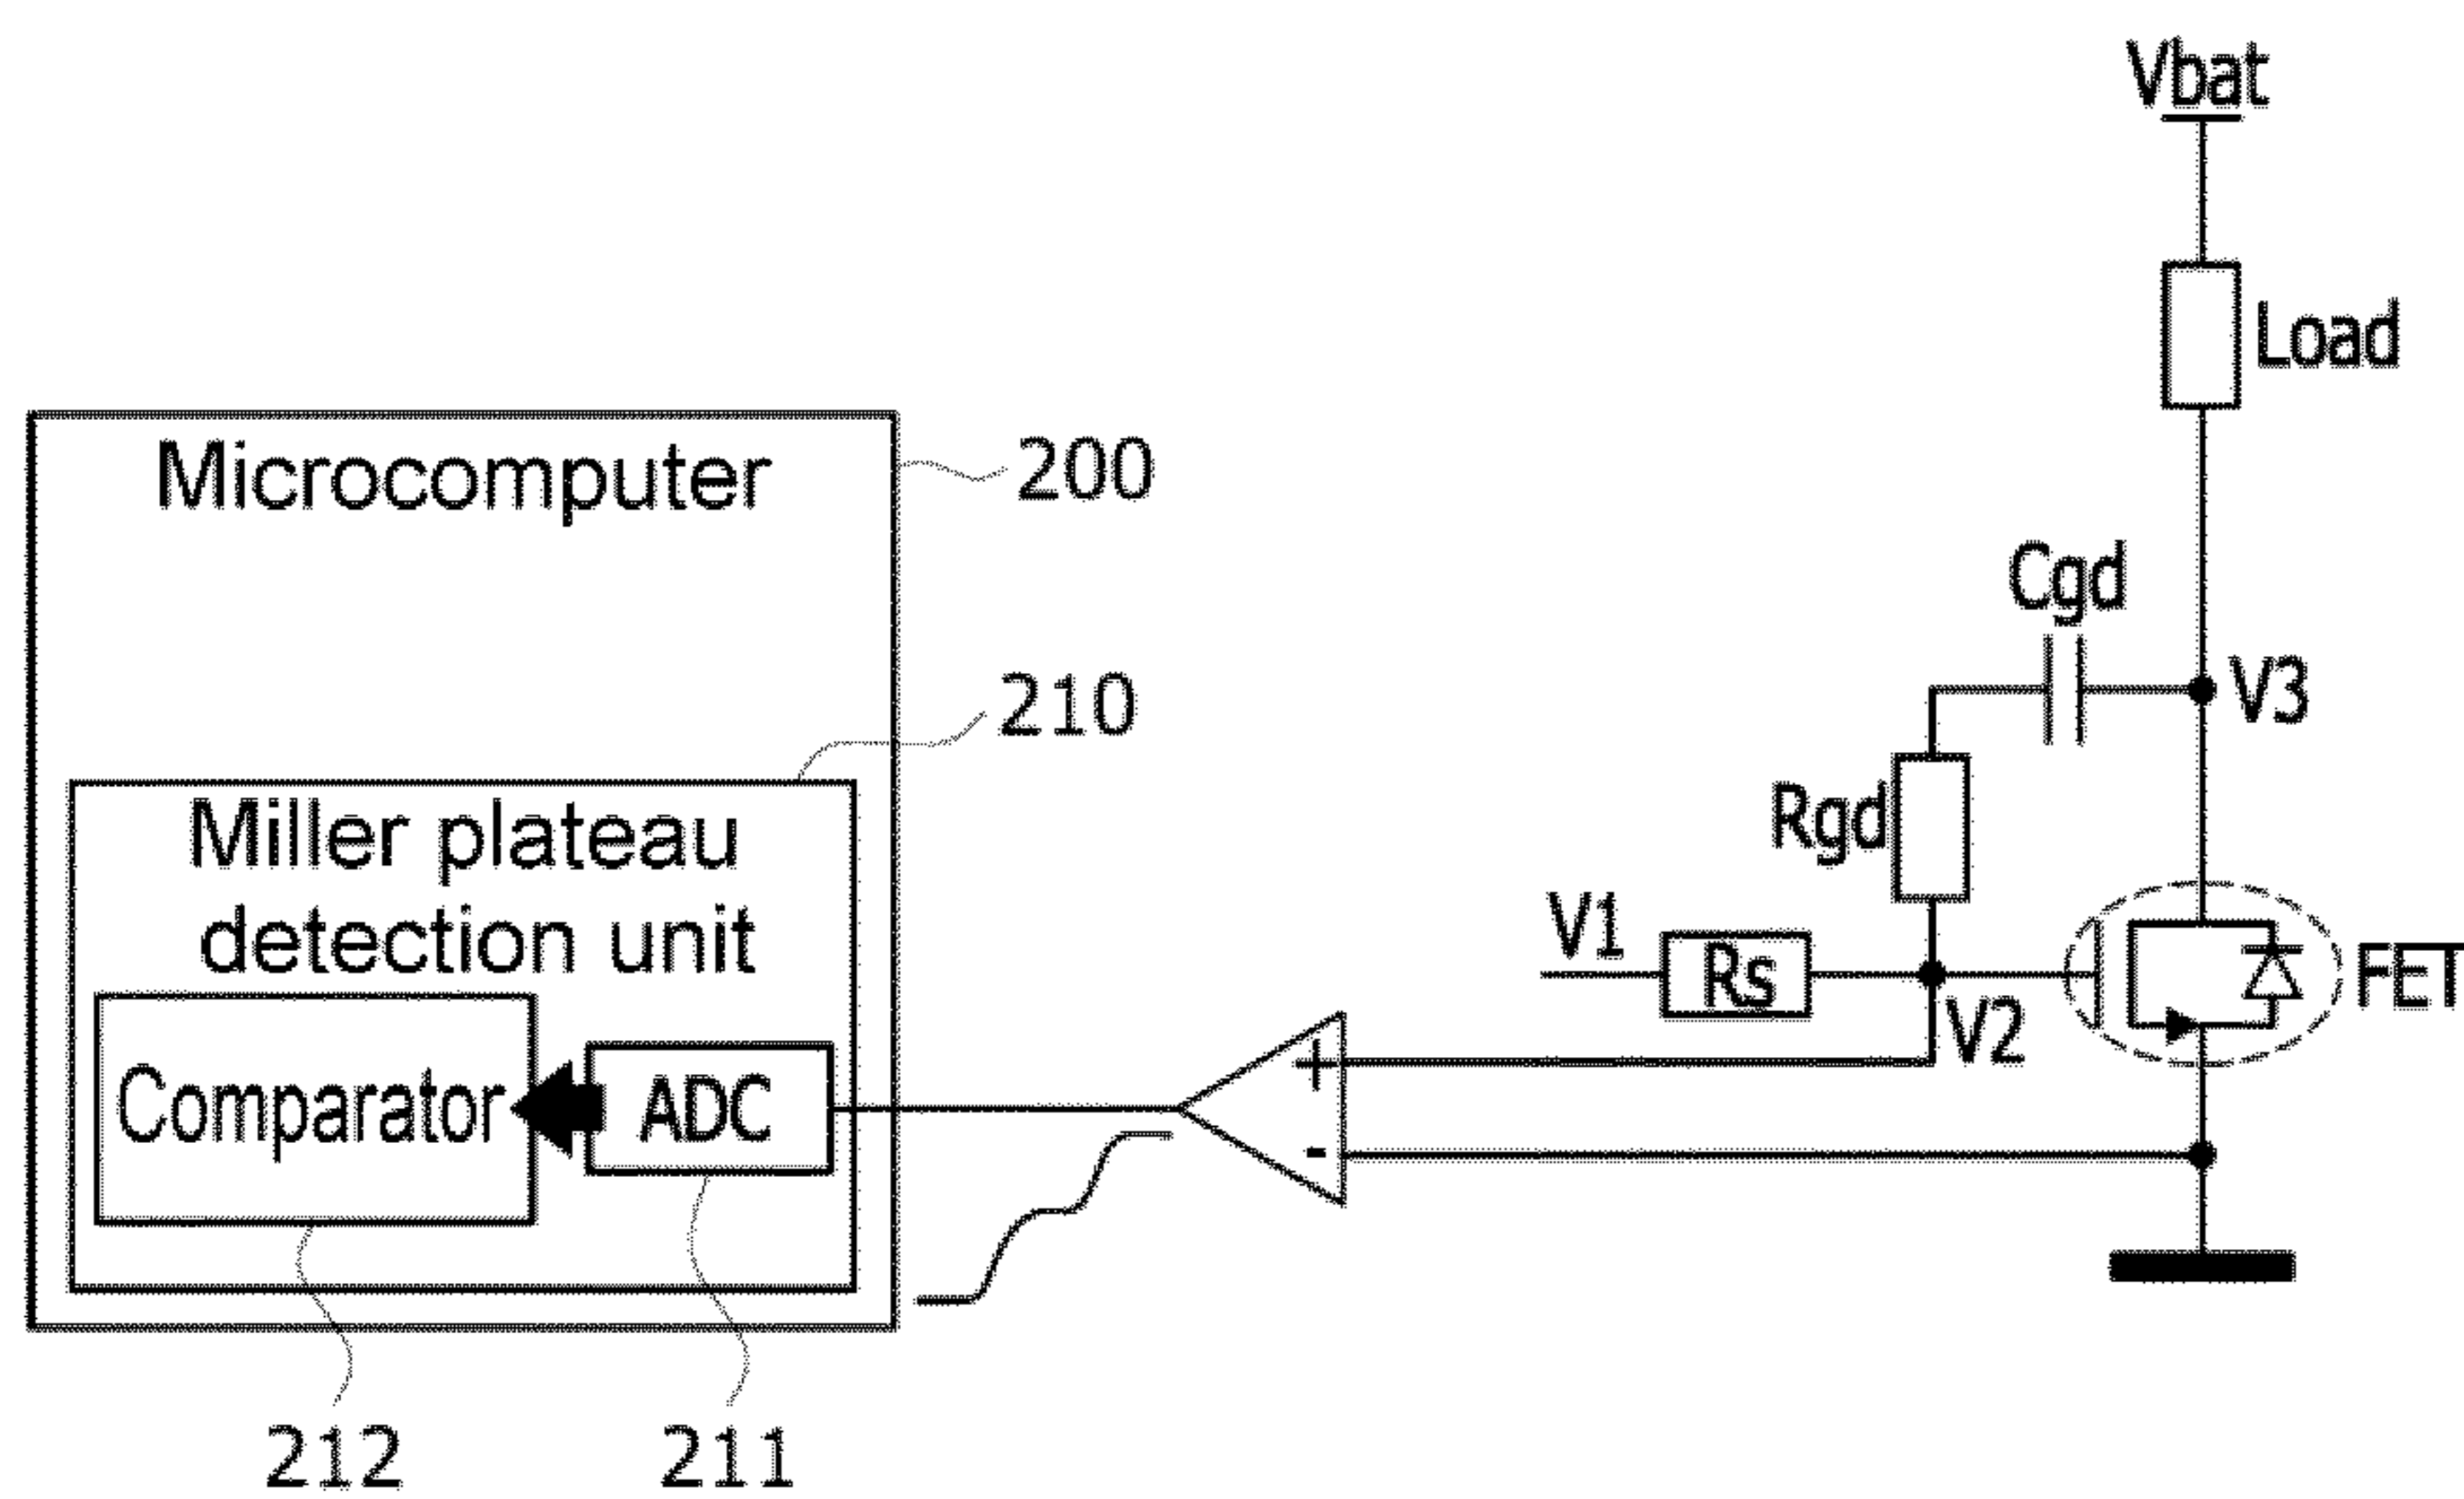 Vbat
Load
Microcomputer
200
Cgd
V3
210
Rgd
Miller plateau
detection unit
V1
Rs
V2
FET
Comparator
ADC
+
-
212
211